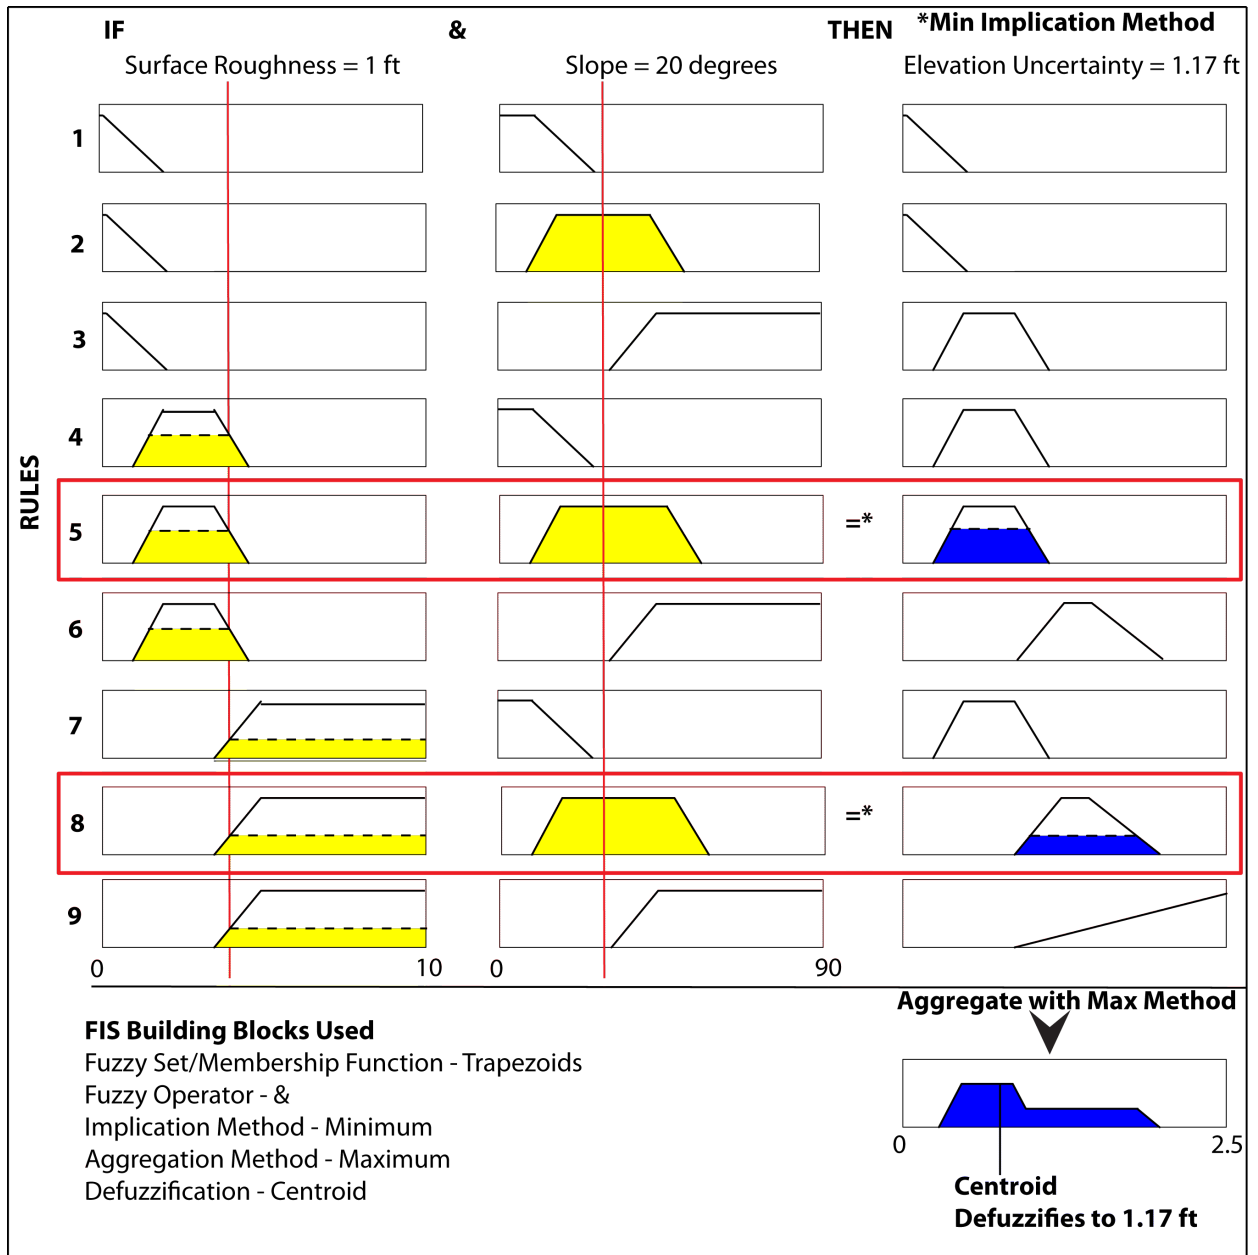 IF & THEN *Min Implication Method
Surface Roughness = 1 ft Slope = 20 degrees Elevation Uncertainty = 1.17 ft
RULES
1
2
3
4
5 =*
6
7
8 =*
9
0 10 0 90
Aggregate with Max Method
FIS Building Blocks Used
Fuzzy Set/Membership Function - Trapezoids
Fuzzy Operator - &
Implication Method - Minimum
Aggregation Method - Maximum
Defuzzification - Centroid
0 2.5
Centroid
Defuzzifies to 1.17 ft